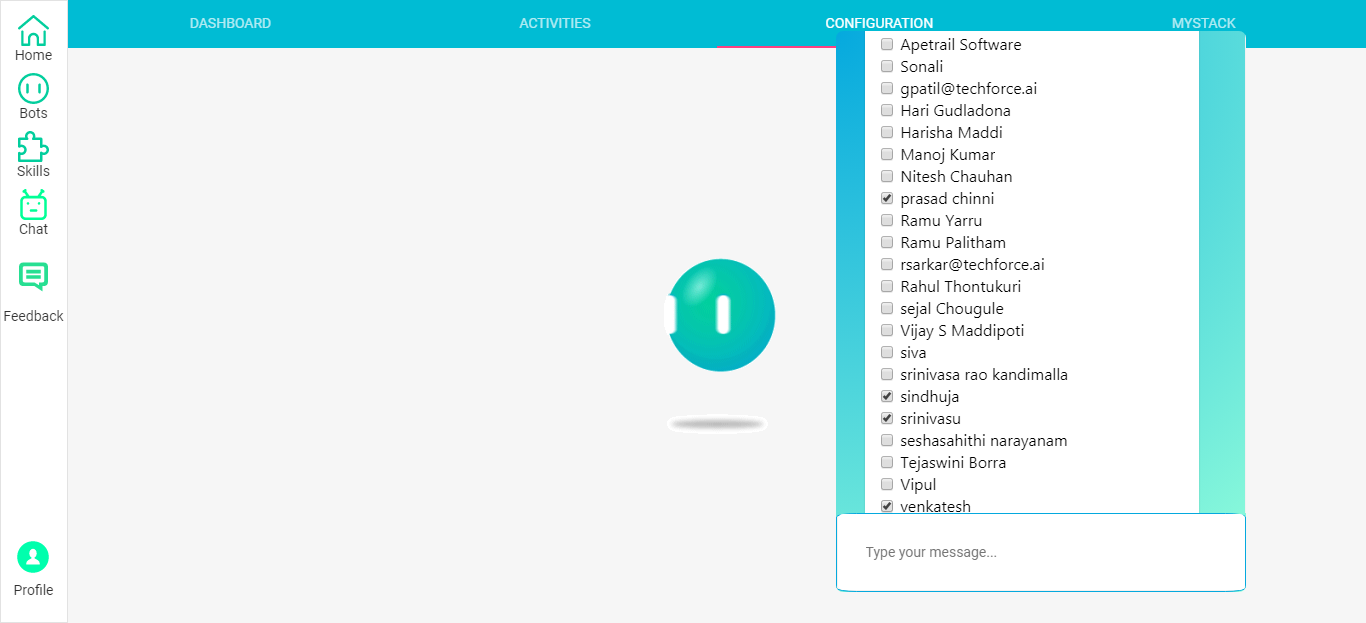 DASHBOARD
ACTIVITIES
CONFIGURATION
MYSTACK
Home
Bots
Skills
Chat
Feedback
Profile
Apetrail Software
Sonali
gpatil@techforce.ai
Hari Gudladona
Harisha Maddi
Manoj Kumar
Nitesh Chauhan
prasad chinni
Ramu Yarru
Ramu Palitham
rsarkar@techforce.ai
Rahul Thontukuri
sejal Chougule
Vijay S Maddipoti
siva
srinivasa rao kandimalla
sindhuja
srinivasu
seshasahithi narayanam
Tejaswini Borra
Vipul
venkatesh
Type your message...